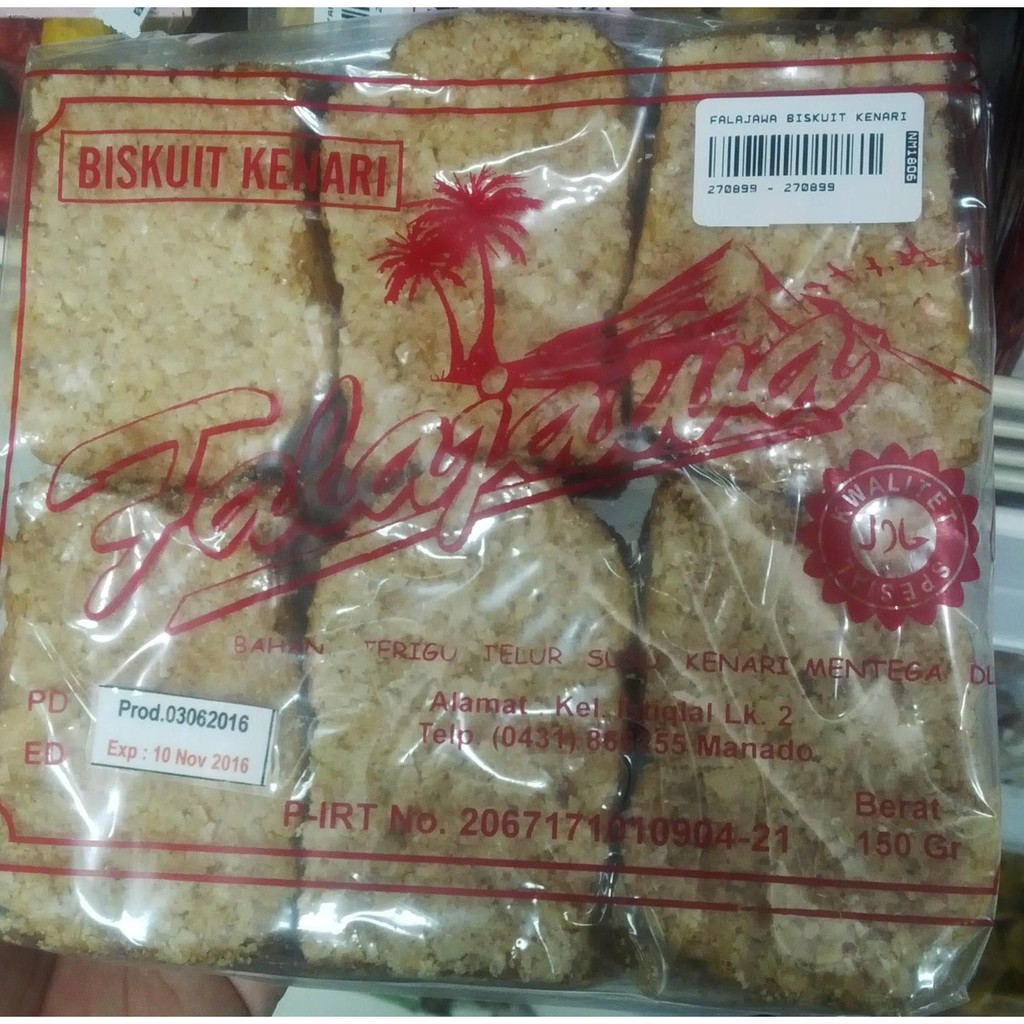 BISKUIT KENARI
FALAJAWA BISKUIT KENARI
NM1806
270899 - 270899
Falajawa
KWALITET
JDG
SPESIAL
BAHAN TERIGU TELUR SUSU KENARI MENTEGA DLL
PD
Prod.03062016
ED
Exp : 10 Nov 2016
Alamat : Kel. Istiqlal Lk. 2
Telp. (0431) 255 Manado
P-IRT No. 2067171010904-21
Berat
150 Gr